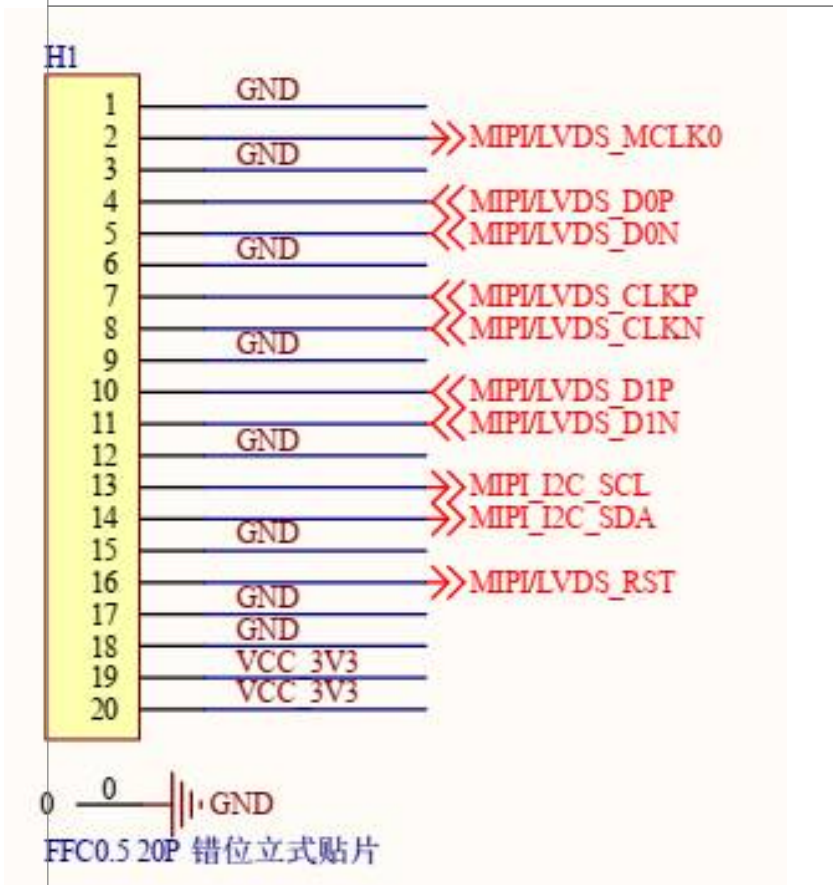 H1
1 GND
2 MIPI/LVDS_MCLK0
3 GND
4 MIPI/LVDS_D0P
5 MIPI/LVDS_D0N
6 GND
7 MIPI/LVDS_CLKP
8 MIPI/LVDS_CLKN
9 GND
10 MIPI/LVDS_D1P
11 MIPI/LVDS_D1N
12 GND
13 MIPI_I2C_SCL
14 MIPI_I2C_SDA
15 GND
16 MIPI/LVDS_RST
17 GND
18 GND
19 VCC_3V3
20 VCC_3V3
0 0 GND
FFC0.5 20P 错位立式贴片